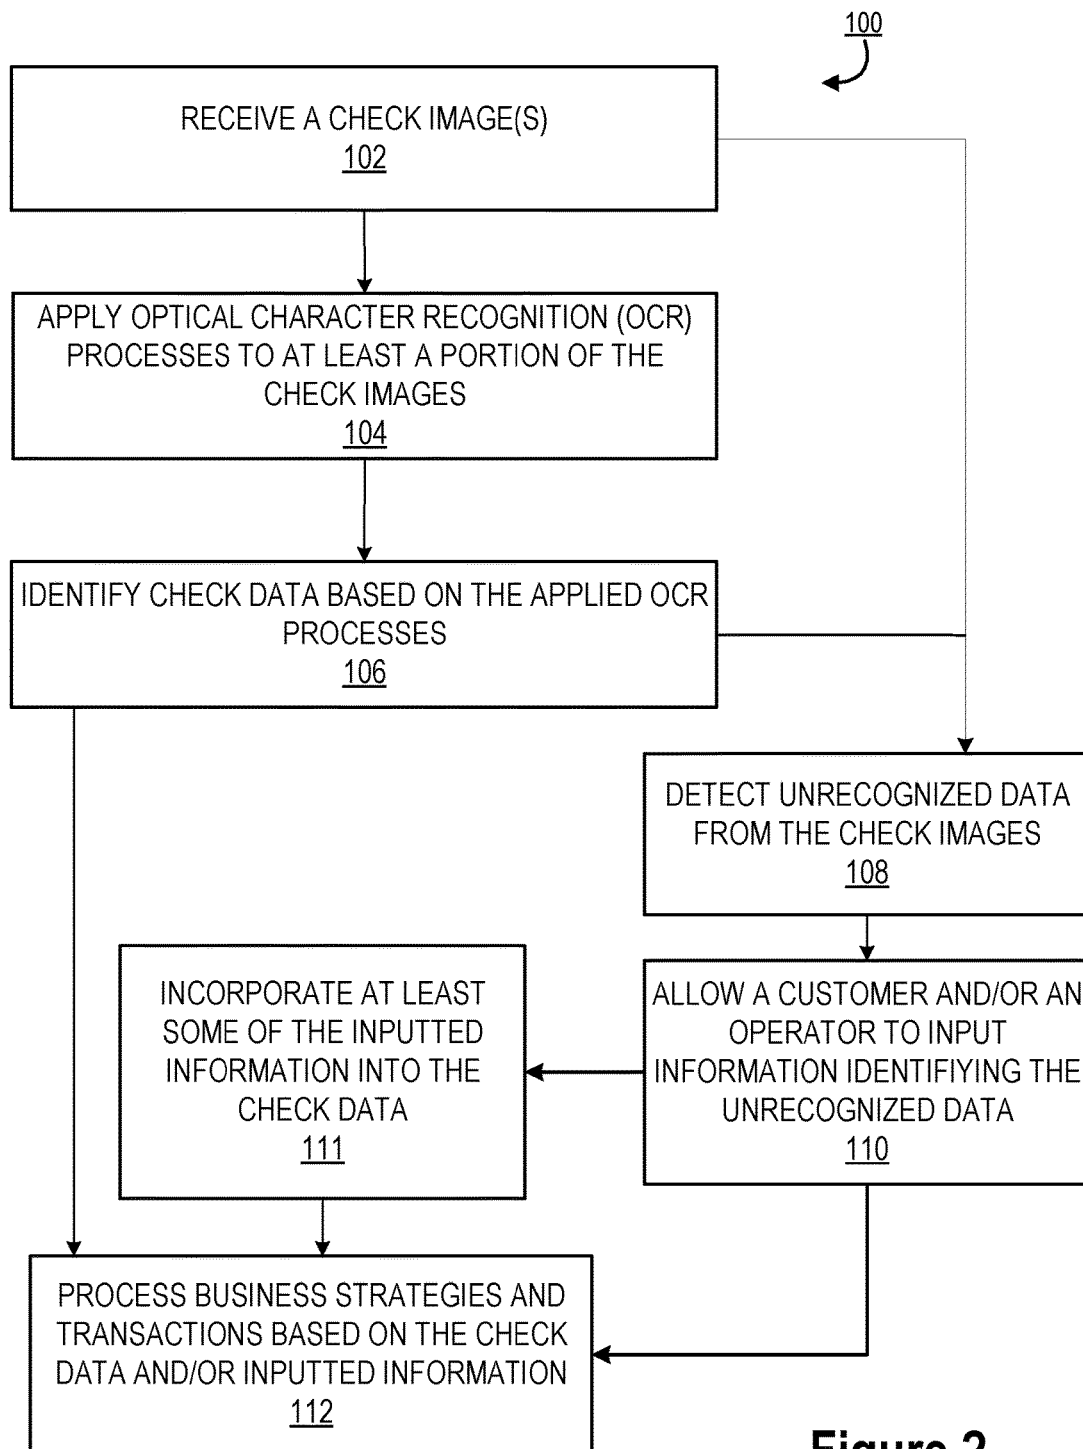 100
RECEIVE A CHECK IMAGE(S)
102
APPLY OPTICAL CHARACTER RECOGNITION (OCR)
PROCESSES TO AT LEAST A PORTION OF THE
CHECK IMAGES
104
IDENTIFY CHECK DATA BASED ON THE APPLIED OCR
PROCESSES
106
DETECT UNRECOGNIZED DATA
FROM THE CHECK IMAGES
108
ALLOW A CUSTOMER AND/OR AN
OPERATOR TO INPUT
INFORMATION IDENTIFIYING THE
UNRECOGNIZED DATA
110
INCORPORATE AT LEAST
SOME OF THE INPUTTED
INFORMATION INTO THE
CHECK DATA
111
PROCESS BUSINESS STRATEGIES AND
TRANSACTIONS BASED ON THE CHECK
DATA AND/OR INPUTTED INFORMATION
112
Figure 2